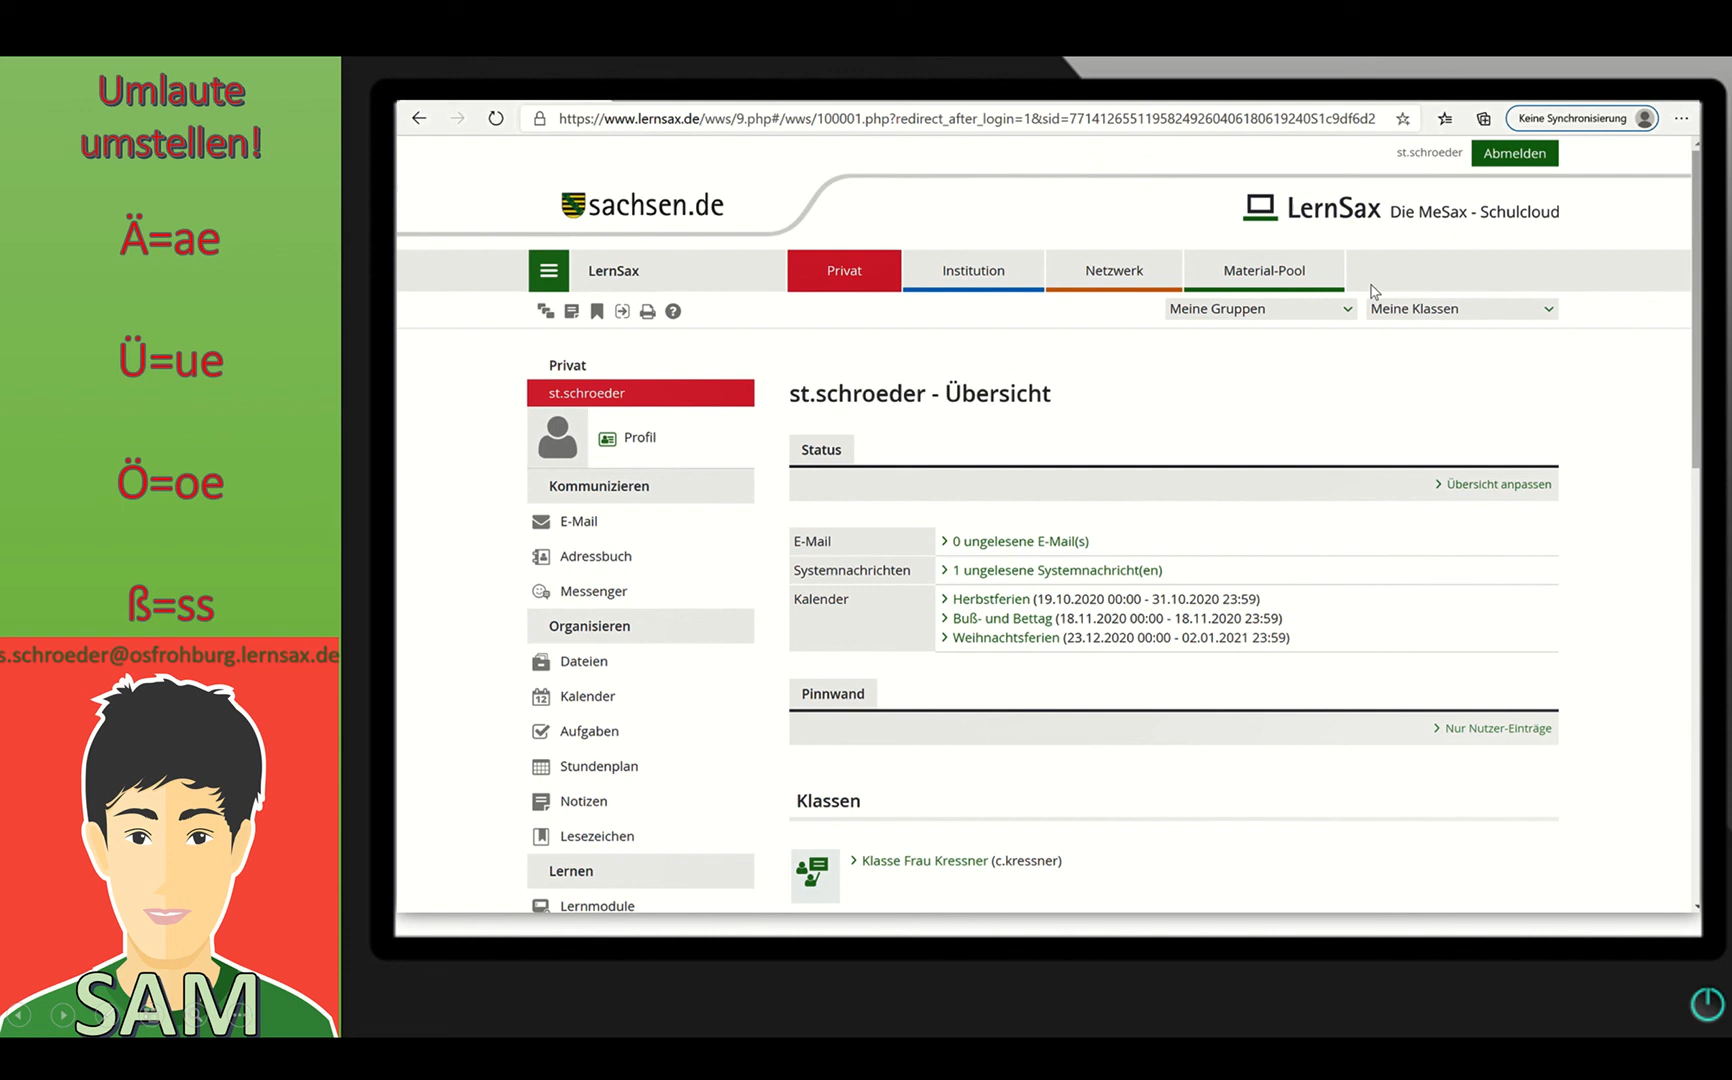 Umlaute
umstellen!
Ä=ae
Ü=ue
Ö=oe
ß=ss
s.schroeder@osfrohburg.lernsax.de
SAM
https://www.lernsax.de/wws/9.php#/wws/100001.php?redirect_after_login=1&sid=77141265511958249260406180619240S1c9df6d2
Keine Synchronisierung
st.schroeder
Abmelden
sachsen.de
LernSax Die MeSax - Schulcloud
LernSax
Privat
Institution
Netzwerk
Material-Pool
Meine Gruppen
Meine Klassen
Privat
st.schroeder
Profil
Kommunizieren
E-Mail
Adressbuch
Messenger
Organisieren
Dateien
12
Kalender
Aufgaben
Stundenplan
Notizen
Lesezeichen
Lernen
Lernmodule
st.schroeder - Übersicht
Status
Übersicht anpassen
E-Mail
0 ungelesene E-Mail(s)
Systemnachrichten
1 ungelesene Systemnachricht(en)
Kalender
Herbstferien (19.10.2020 00:00 - 31.10.2020 23:59)
Buß- und Bettag (18.11.2020 00:00 - 18.11.2020 23:59)
Weihnachtsferien (23.12.2020 00:00 - 02.01.2021 23:59)
Pinnwand
Nur Nutzer-Einträge
Klassen
Klasse Frau Kressner (c.kressner)